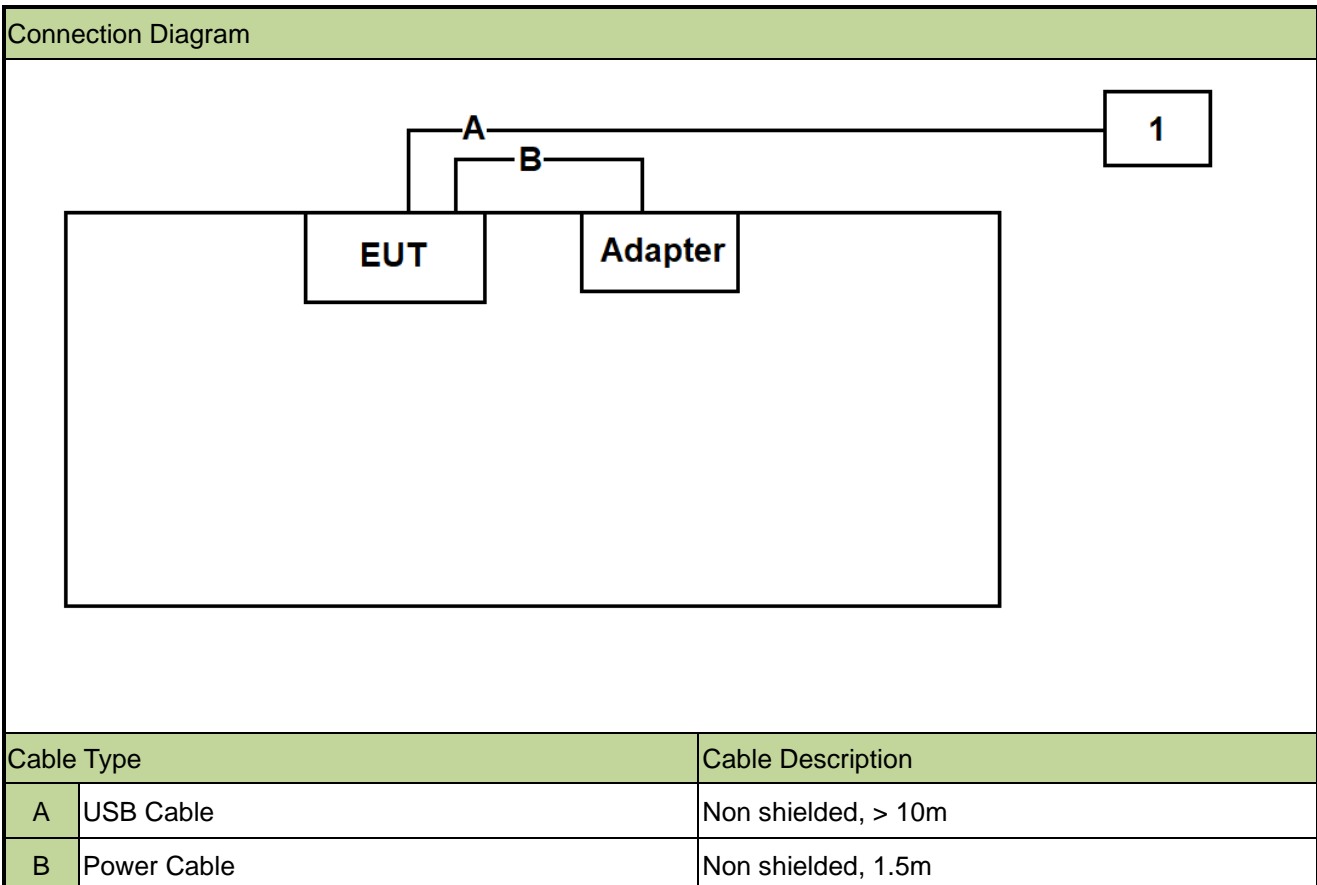 Connection Diagram
A
1
B
EUT Adapter
Cable Type Cable Description
A USB Cable Non shielded, > 10m
B Power Cable Non shielded, 1.5m